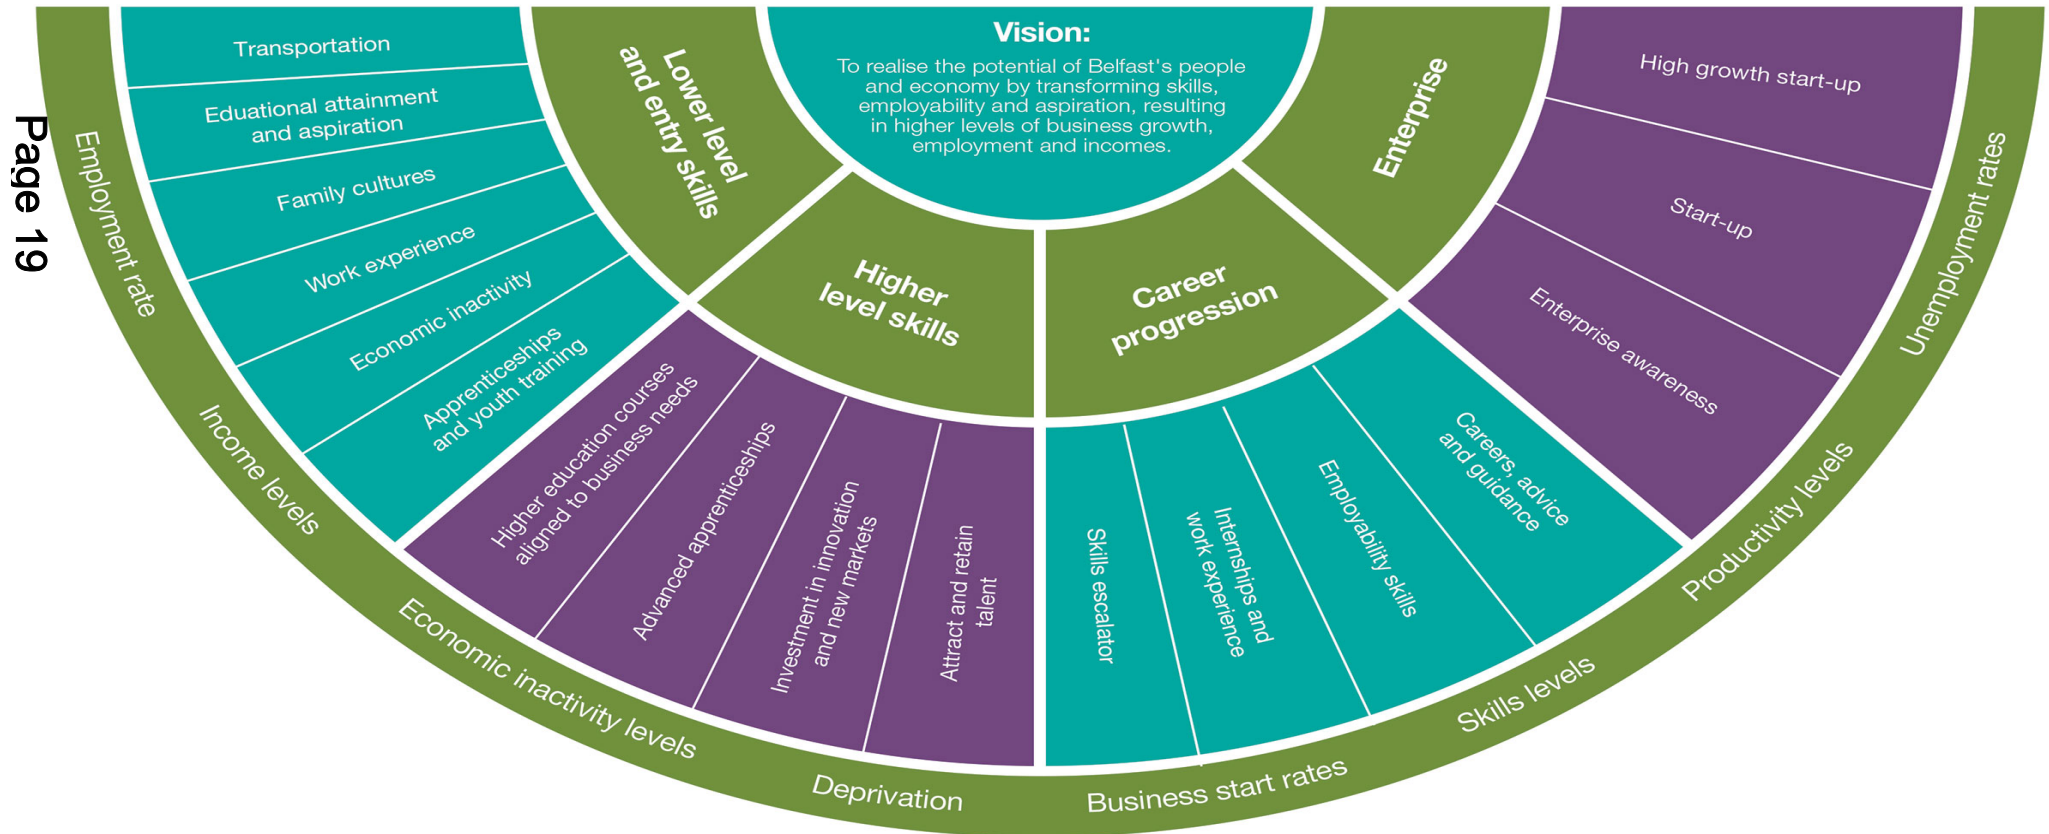 Page 19
Vision:
To realise the potential of Belfast's people
and economy by transforming skills,
employability and aspiration, resulting
in higher levels of business growth,
employment and incomes.
Lower level
and entry skills
Higher
level skills
Career
progression
Enterprise
Transportation
Eduational attainment
and aspiration
Family cultures
Work experience
Economic inactivity
Apprenticeships
and youth training
Higher education courses
aligned to business needs
Advanced apprenticeships
Investment in innovation
and new markets
Attract and retain
talent
Skills escalator
Internships and
work experience
Employability skills
Careers, advice
and guidance
Enterprise awareness
Start-up
High growth start-up
Employment rate
Income levels
Economic inactivity levels
Deprivation
Business start rates
Skills levels
Productivity levels
Unemployment rates